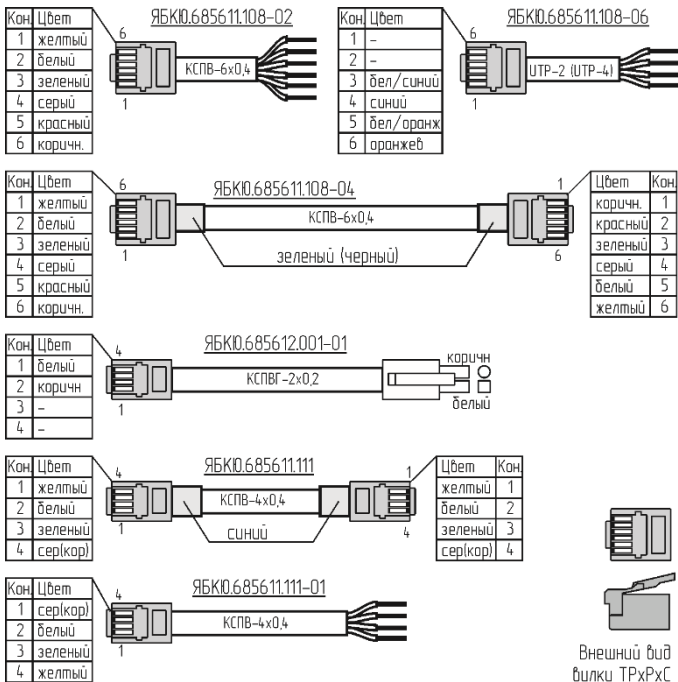 ЯБКЮ.685611.108-02
Кон. Цвет
1 желтый
2 белый
3 зеленый
4 серый
5 красный
6 коричн.
6
1
КСПВ-6х0,4
ЯБКЮ.685611.108-06
Кон. Цвет
1 -
2 -
3 бел/синий
4 синий
5 бел/оранж
6 оранжев
6
1
UTP-2 (UTP-4)
ЯБКЮ.685611.108-04
Кон. Цвет
1 желтый
2 белый
3 зеленый
4 серый
5 красный
6 коричн.
6
1
КСПВ-6х0,4
зеленый (черный)
1
6
Цвет Кон.
коричн. 1
красный 2
зеленый 3
серый 4
белый 5
желтый 6
ЯБКЮ.685612.001-01
Кон. Цвет
1 белый
2 коричн
3 -
4 -
4
1
КСПВГ-2х0,2
коричн
белый
ЯБКЮ.685611.111
Кон. Цвет
1 желтый
2 белый
3 зеленый
4 сер(кор)
4
1
КСПВ-4х0,4
синий
1
4
Цвет Кон.
желтый 1
белый 2
зеленый 3
сер(кор) 4
ЯБКЮ.685611.111-01
Кон. Цвет
1 сер(кор)
2 белый
3 зеленый
4 желтый
4
1
КСПВ-4х0,4
Внешний вид
вилки ТРхРхС